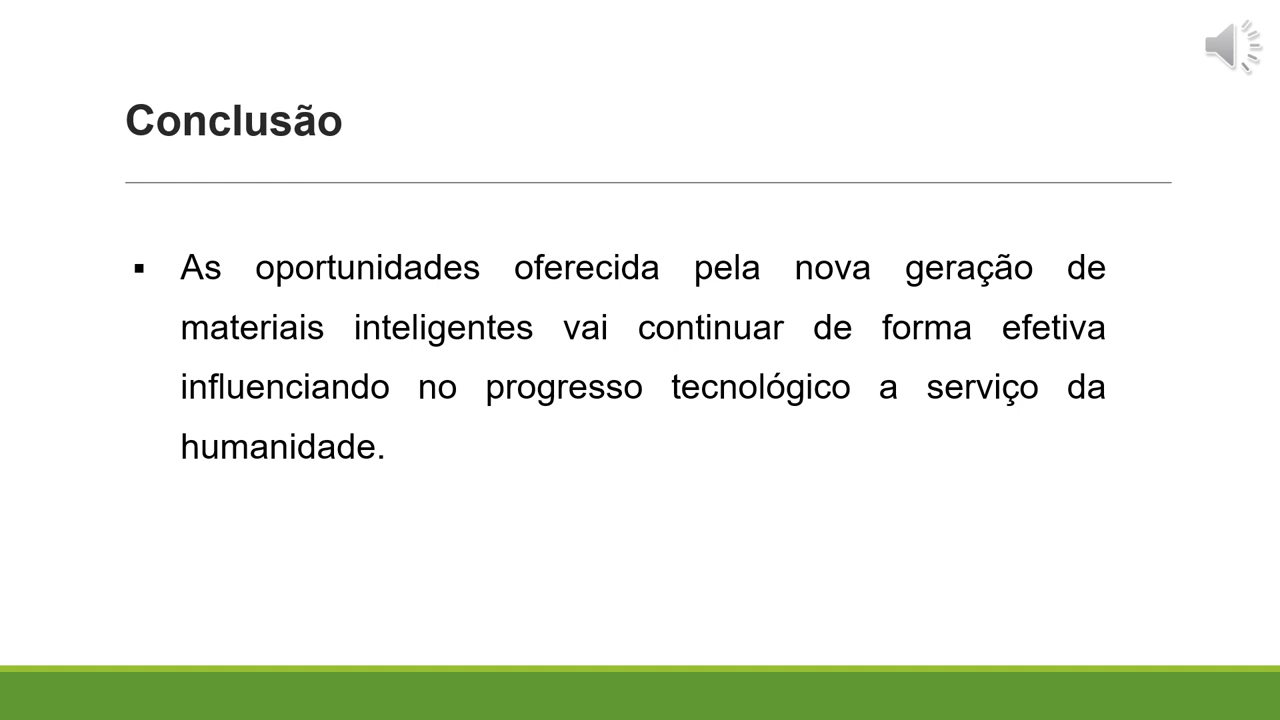 Conclusão
▪ As oportunidades oferecida pela nova geração de
materiais inteligentes vai continuar de forma efetiva
influenciando no progresso tecnológico a serviço da
humanidade.